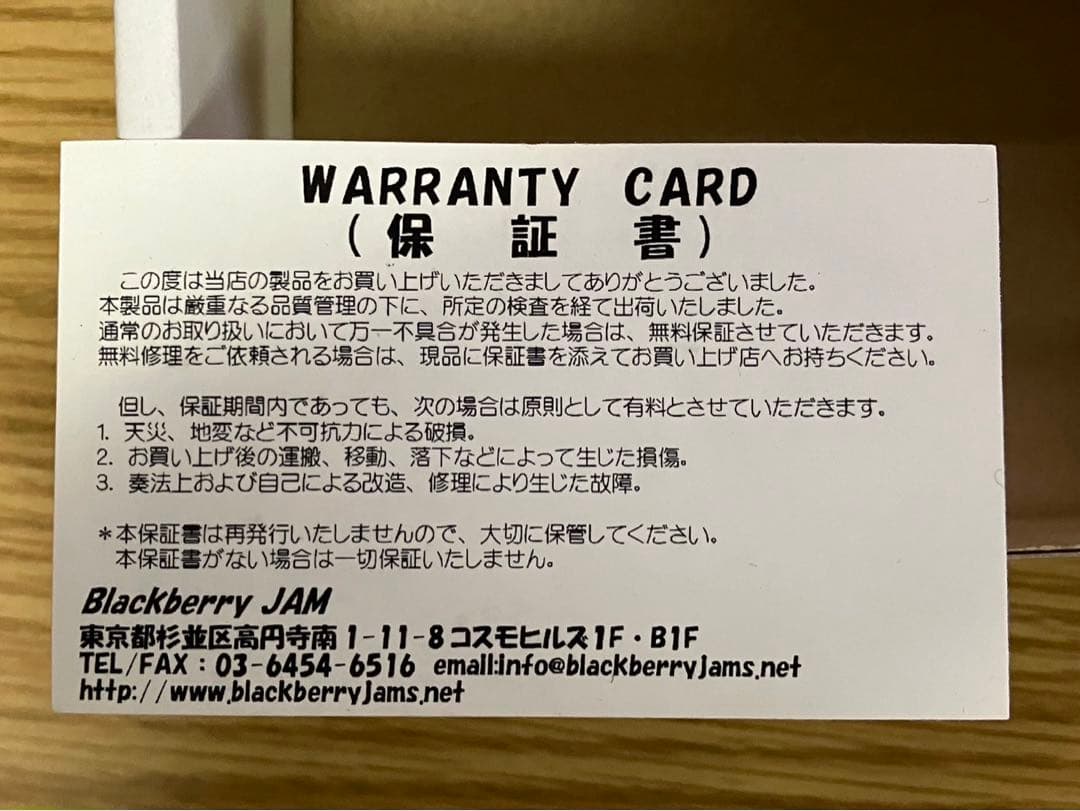 WARRANTY CARD
(保証書)
この度は当店の製品をお買い上げいただきましてありがとうございました。
本製品は厳重なる品質管理の下に、所定の検査を経て出荷いたしました。
通常のお取り扱いにおいて万一不具合が発生した場合は、無料保証させていただきます。
無料修理をご依頼される場合は、現品に保証書を添えてお買い上げ店へお持ちください。
但し、保証期間内であっても、次の場合は原則として有料とさせていただきます。
1. 天災、地変など不可抗力による破損。
2. お買い上げ後の運搬、移動、落下などによって生じた損傷。
3. 奏法上および自己による改造、修理により生じた故障。
*本保証書は再発行いたしませんので、大切に保管してください。
本保証書がない場合は一切保証いたしません。
Blackberry JAM
東京都杉並区高円寺南1-11-8コスモヒルズ1F・B1F
TEL/FAX:03-6454-6516 email:info@blackberryjams.net
http://www.blackberryjams.net